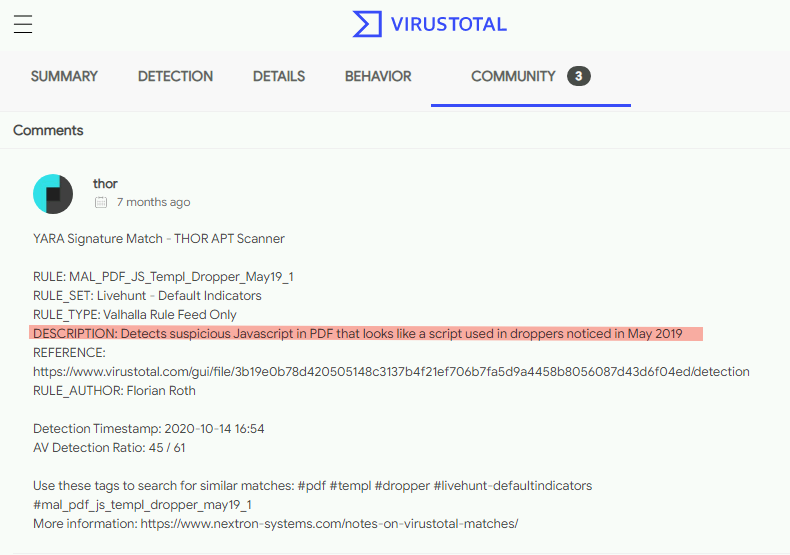 VIRUSTOTAL
SUMMARY DETECTION DETAILS BEHAVIOR COMMUNITY 3
Comments
thor
7 months ago
YARA Signature Match - THOR APT Scanner
RULE: MAL_PDF_JS_Templ_Dropper_May19_1
RULE_SET: Livehunt - Default Indicators
RULE_TYPE: Valhalla Rule Feed Only
DESCRIPTION: Detects suspicious Javascript in PDF that looks like a script used in droppers noticed in May 2019
REFERENCE:
https://www.virustotal.com/gui/file/3b19e0b78d420505148c3137b4f21ef706b7fa5d9a4458b8056087d43d6f04ed/detection
RULE_AUTHOR: Florian Roth
Detection Timestamp: 2020-10-14 16:54
AV Detection Ratio: 45 / 61
Use these tags to search for similar matches: #pdf #templ #dropper #livehunt-defaultindicators
#mal_pdf_js_templ_dropper_may19_1
More information: https://www.nextron-systems.com/notes-on-virustotal-matches/